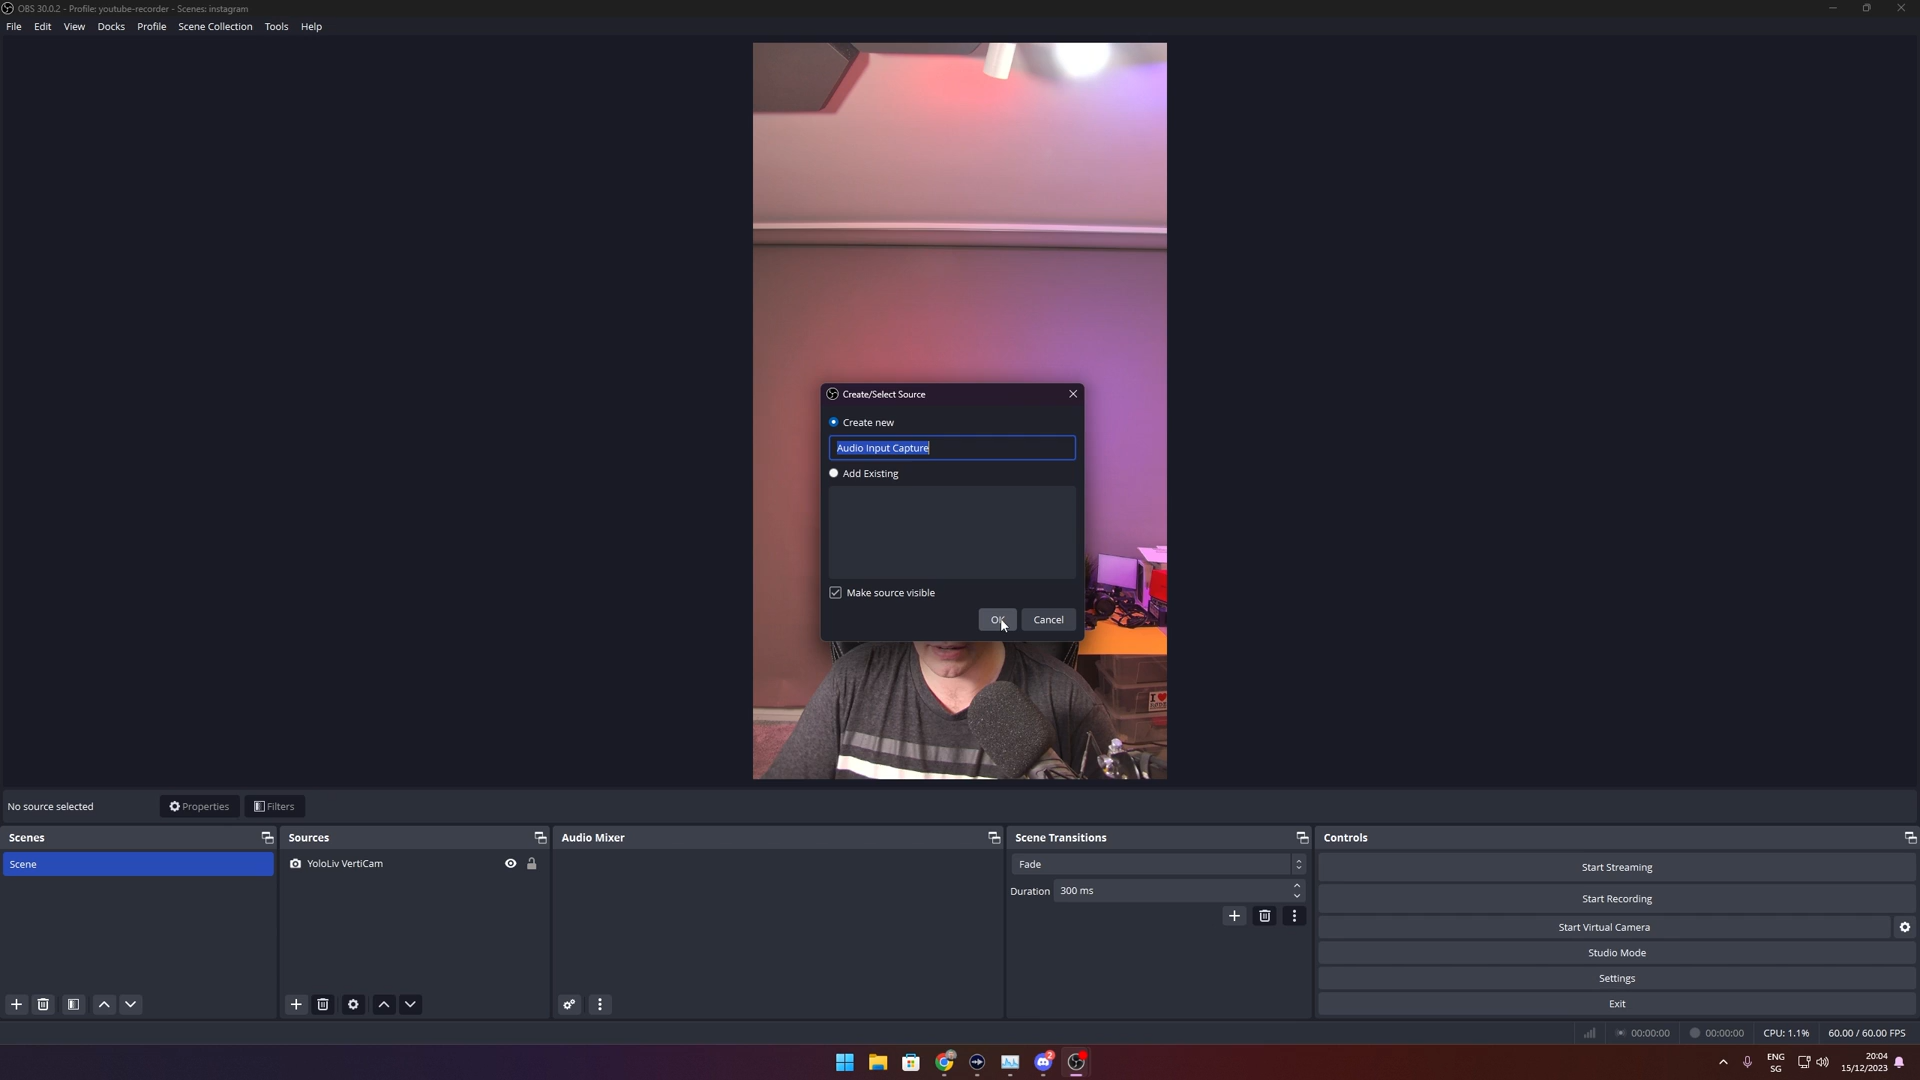 OBS 30.0.2 - Profile: youtube-recorder - Scenes: instagram
File Edit View Docks Profile Scene Collection Tools Help
Create/Select Source
Create new
Audio Input Capture
Add Existing
Make source visible
OK Cancel
No source selected Properties Filters
Scenes
Scene
Sources
YoloLiv VertiCam
Audio Mixer
Scene Transitions
Fade
Duration 300 ms
Controls
Start Streaming
Start Recording
Start Virtual Camera
Studio Mode
Settings
Exit
00:00:00 00:00:00 CPU: 1.1% 60.00 / 60.00 FPS
2
ENG
SG
20:04
15/12/2023